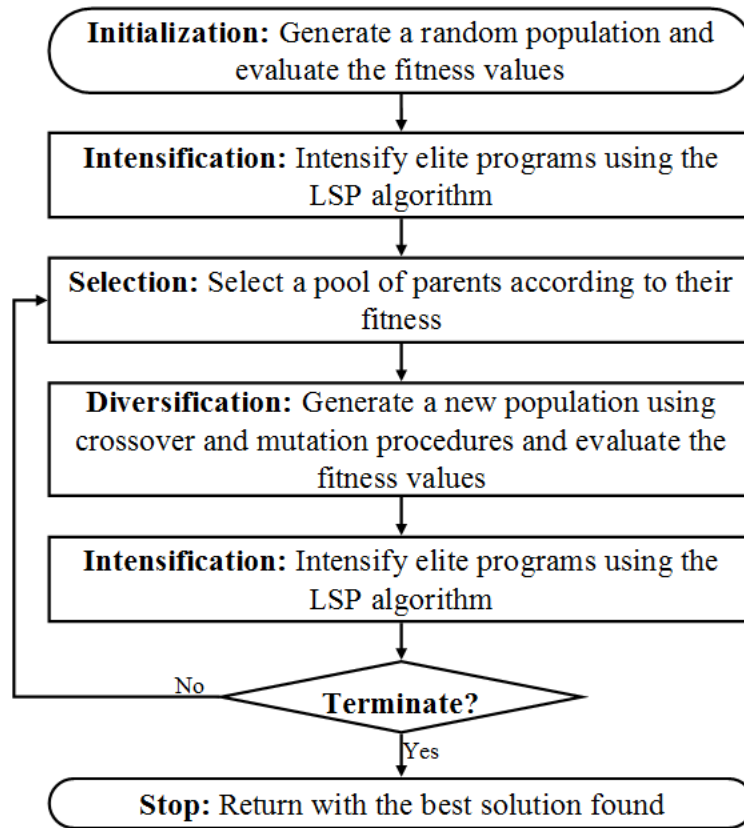 Initialization: Generate a random population and
evaluate the fitness values
Intensification: Intensify elite programs using the
LSP algorithm
Selection: Select a pool of parents according to their
fitness
Diversification: Generate a new population using
crossover and mutation procedures and evaluate the
fitness values
Intensification: Intensify elite programs using the
LSP algorithm
No
Terminate?
Yes
Stop: Return with the best solution found